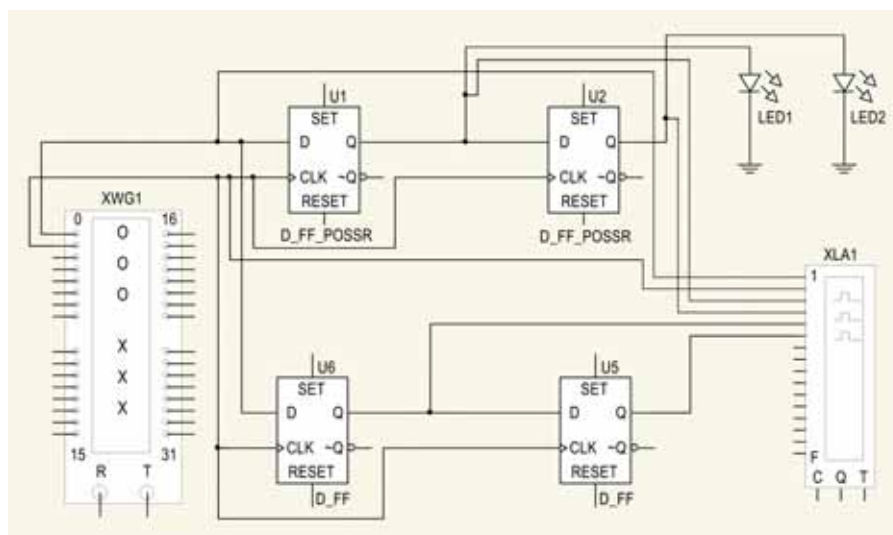 U1
SET
D Q
CLK ~Q
RESET
D_FF_POSSR
U2
SET
D Q
CLK ~Q
RESET
D_FF_POSSR
LED1
LED2
XWG1
0 16
O
O
O
X
X
X
15 31
R T
XLA1
1
F
C Q T
U6
SET
D Q
CLK ~Q
RESET
D_FF
U5
SET
D Q
CLK ~Q
RESET
D_FF